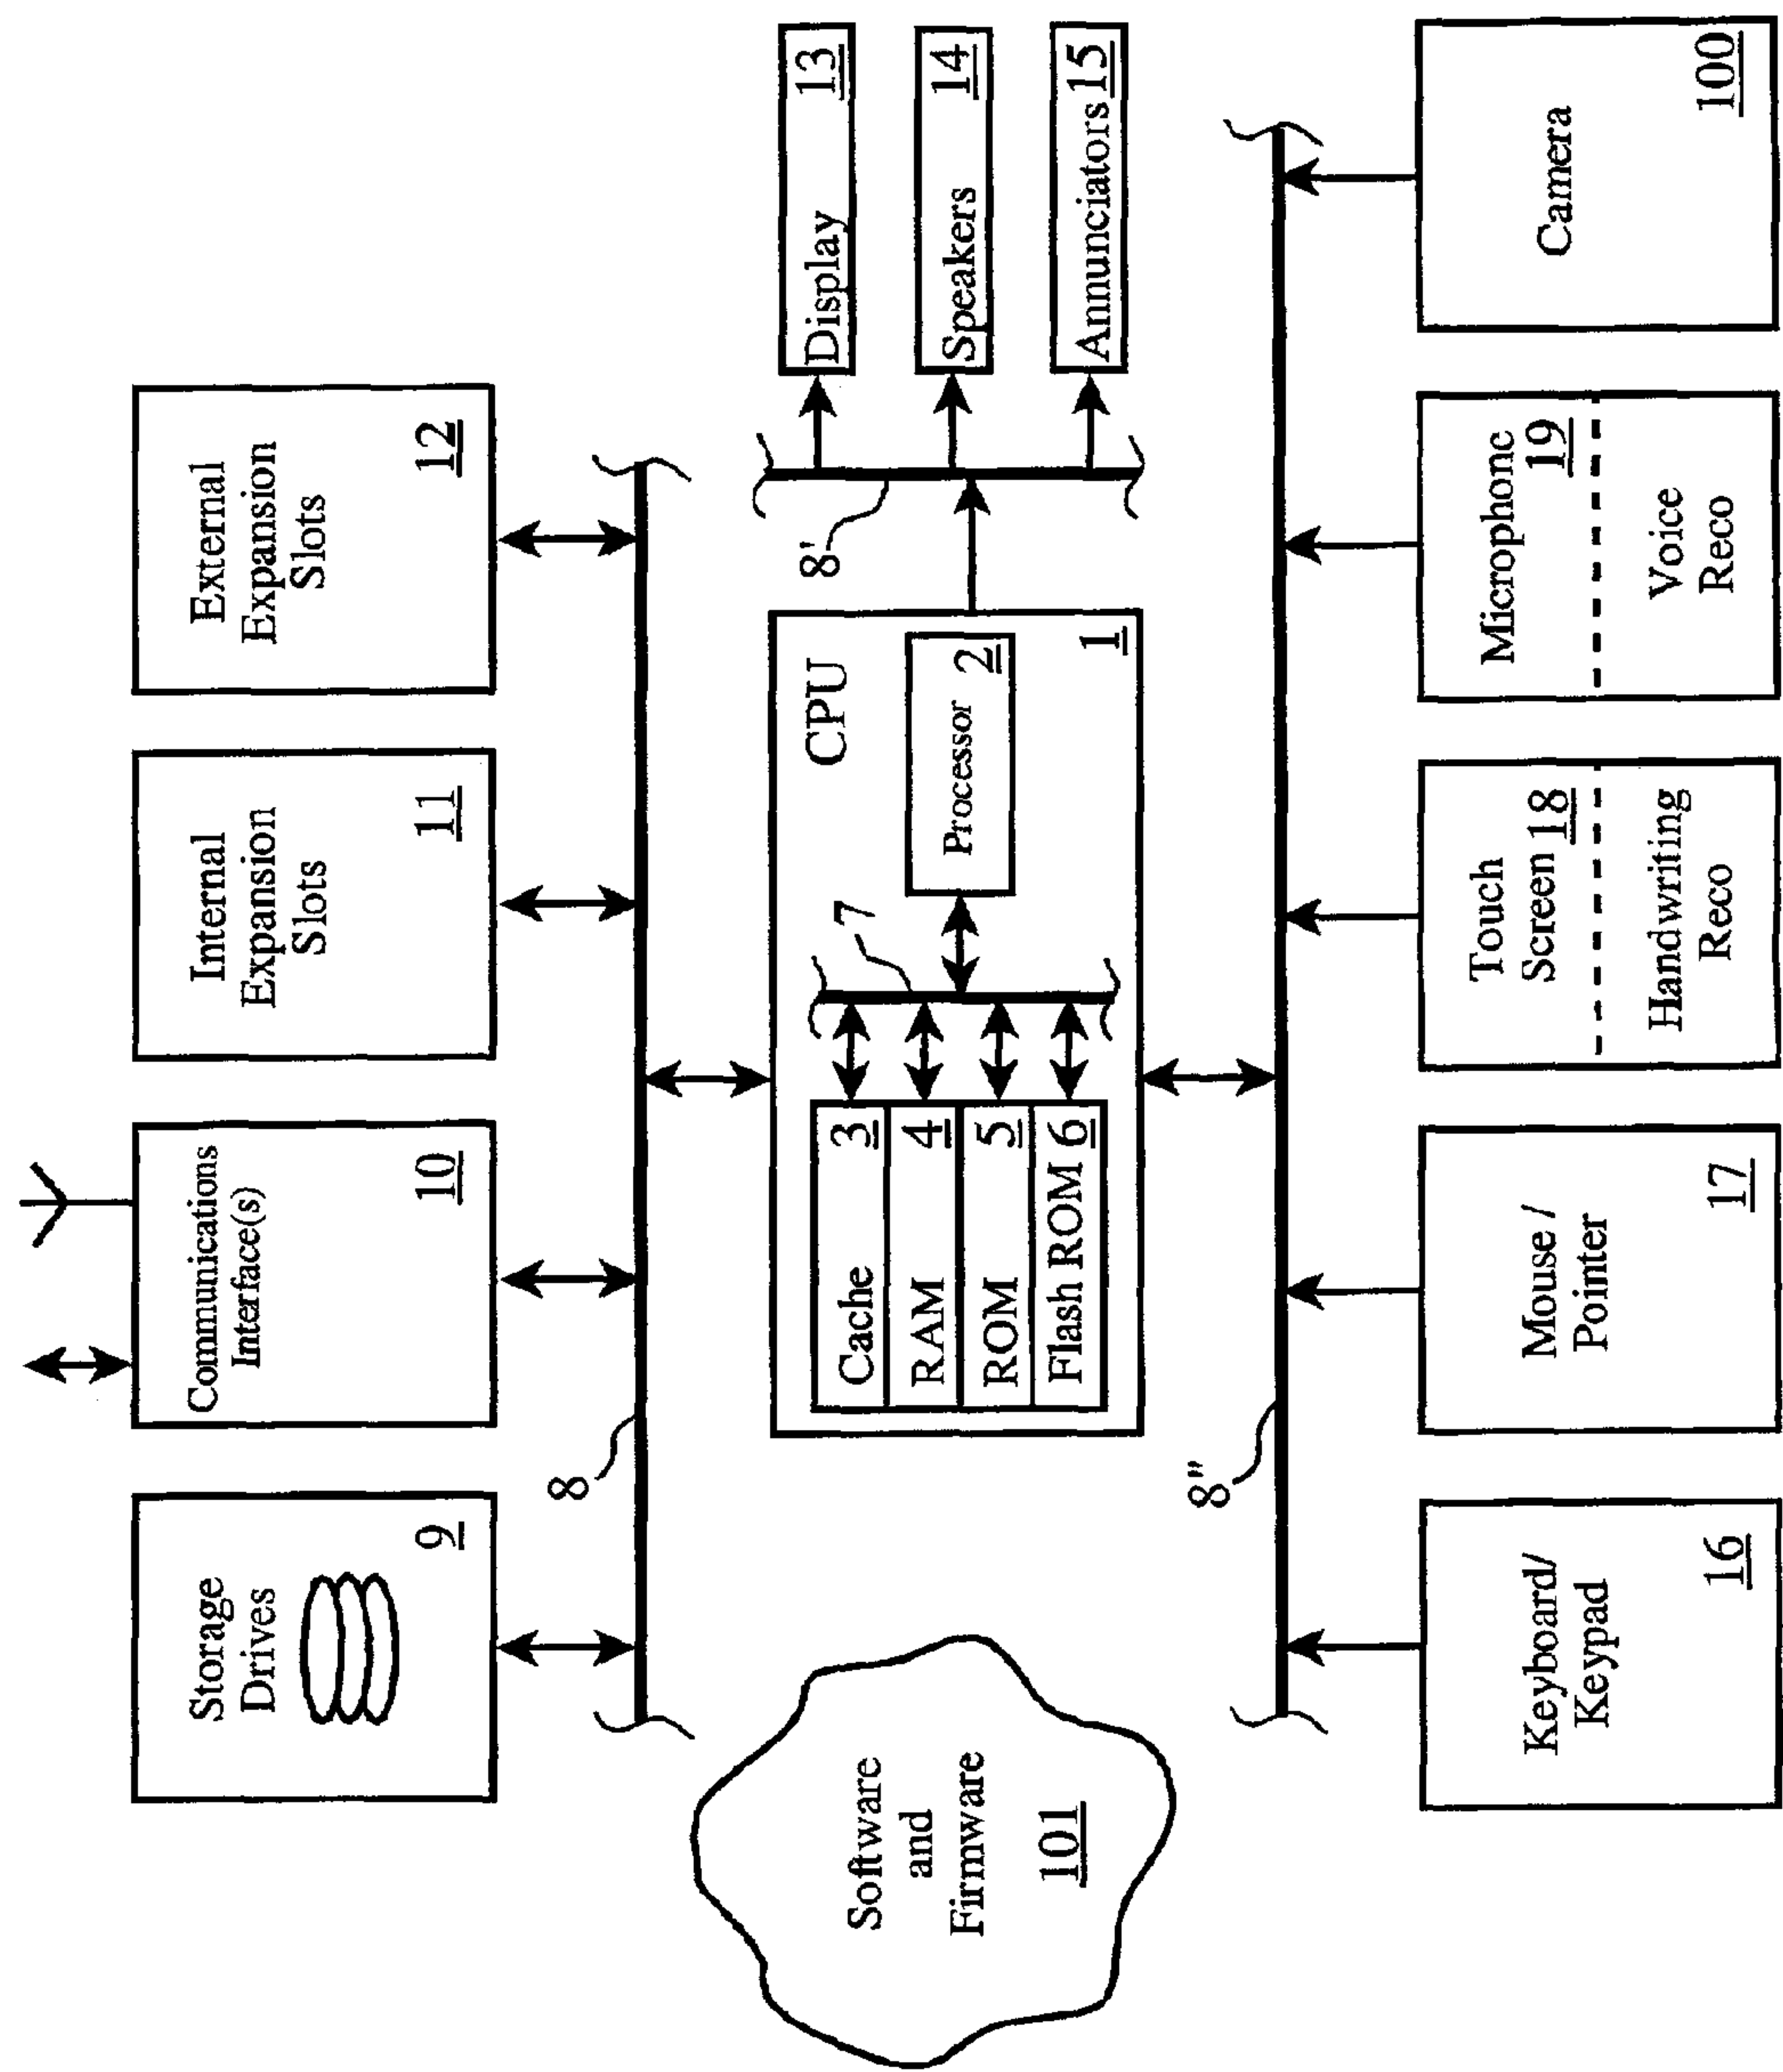 Storage
Drives
9
Communications
Interface(s)
10
Internal
Expansion
Slots
11
External
Expansion
Slots
12
8
CPU
Cache 3
RAM 4
ROM 5
Flash ROM 6
7
Processor 2
1
8'
Display 13
Speakers 14
Annunciators 15
Software
and
Firmware
101
8"
Keyboard/
Keypad
16
Mouse /
Pointer
17
Touch
Screen 18
Handwriting
Reco
Microphone
19
Voice
Reco
Camera
100